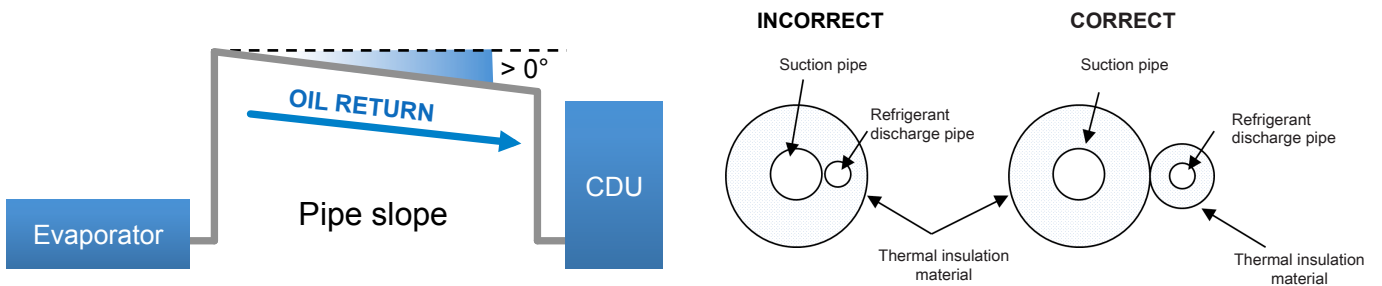 > 0°
OIL RETURN
Pipe slope
Evaporator
CDU
INCORRECT
Suction pipe
Refrigerant
discharge pipe
CORRECT
Suction pipe
Refrigerant
discharge pipe
Thermal insulation
material
Thermal insulation
material